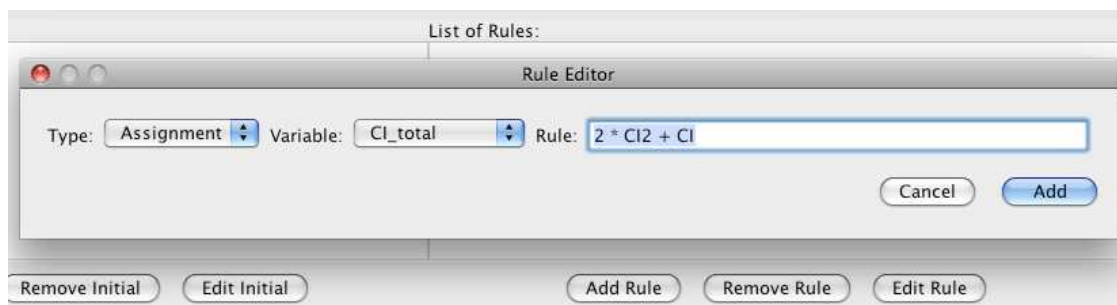 List of Rules:
Rule Editor
Type: Assignment Variable: CI_total Rule: 2 * CI2 + CI
Cancel Add
Remove Initial Edit Initial Add Rule Remove Rule Edit Rule